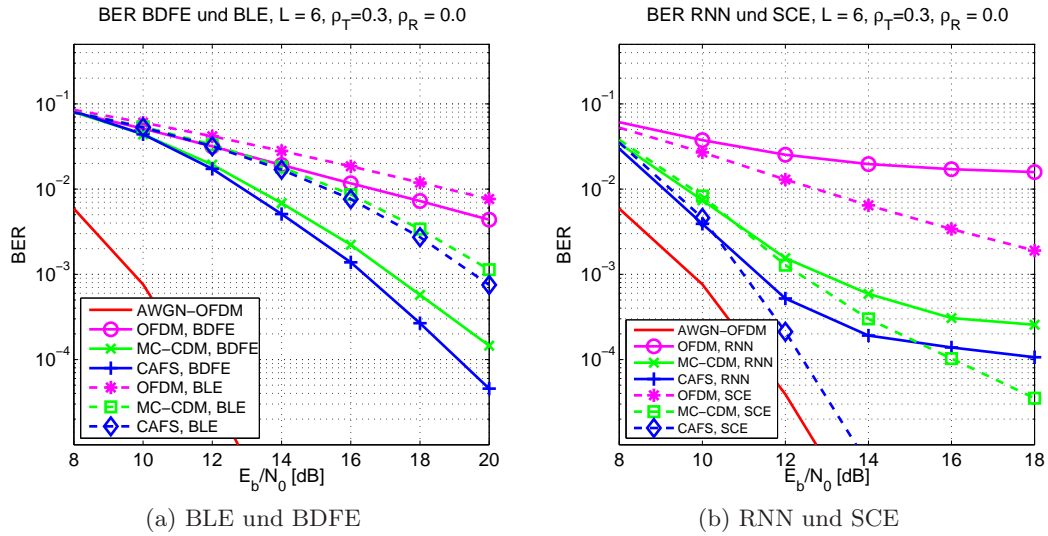 BER BDFE und BLE, L = 6, ρT=0.3, ρR = 0.0
10−1
10−2
10−3
10−4
BER
AWGN−OFDM
OFDM, BDFE
MC−CDM, BDFE
CAFS, BDFE
OFDM, BLE
MC−CDM, BLE
CAFS, BLE
8 10 12 14 16 18 20
Eb/N0 [dB]
(a) BLE und BDFE
BER RNN und SCE, L = 6, ρT=0.3, ρR = 0.0
10−1
10−2
10−3
10−4
BER
AWGN−OFDM
OFDM, RNN
MC−CDM, RNN
CAFS, RNN
OFDM, SCE
MC−CDM, SCE
CAFS, SCE
8 10 12 14 16 18
Eb/N0 [dB]
(b) RNN und SCE